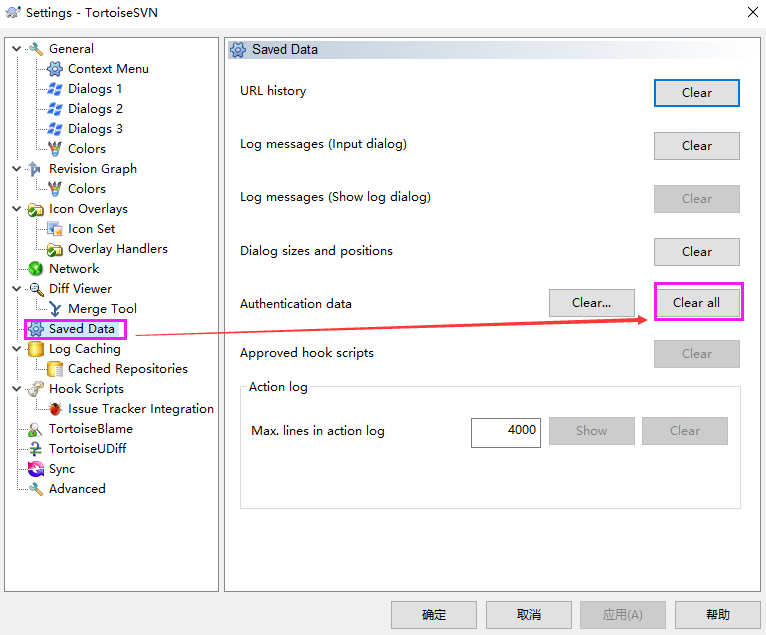 Settings - TortoiseSVN
General
Context Menu
Dialogs 1
Dialogs 2
Dialogs 3
Colors
Revision Graph
Colors
Icon Overlays
Icon Set
Overlay Handlers
Network
Diff Viewer
Merge Tool
Saved Data
Log Caching
Cached Repositories
Hook Scripts
Issue Tracker Integration
TortoiseBlame
TortoiseUDiff
Sync
Advanced
Saved Data
URL history Clear
Log messages (Input dialog) Clear
Log messages (Show log dialog) Clear
Dialog sizes and positions Clear
Authentication data Clear... Clear all
Approved hook scripts Clear
Action log
Max. lines in action log 4000 Show Clear
确定 取消 应用(A) 帮助